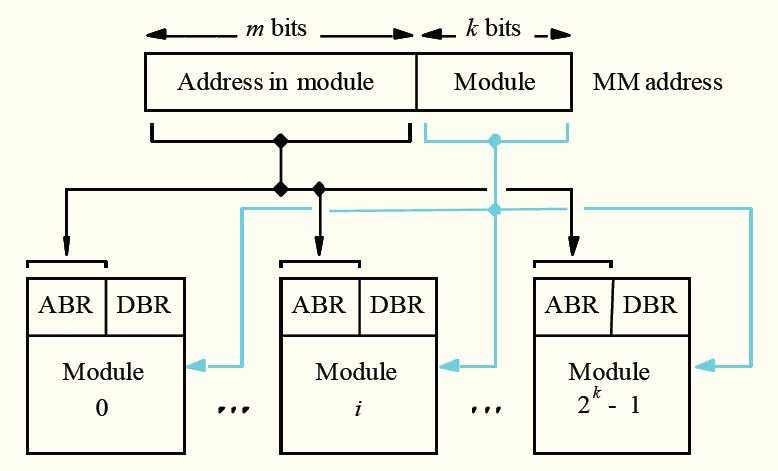 m bits k bits
Address in module Module MM address
ABR DBR ABR DBR ABR DBR
Module Module Module
0 ... i ... 2^k - 1